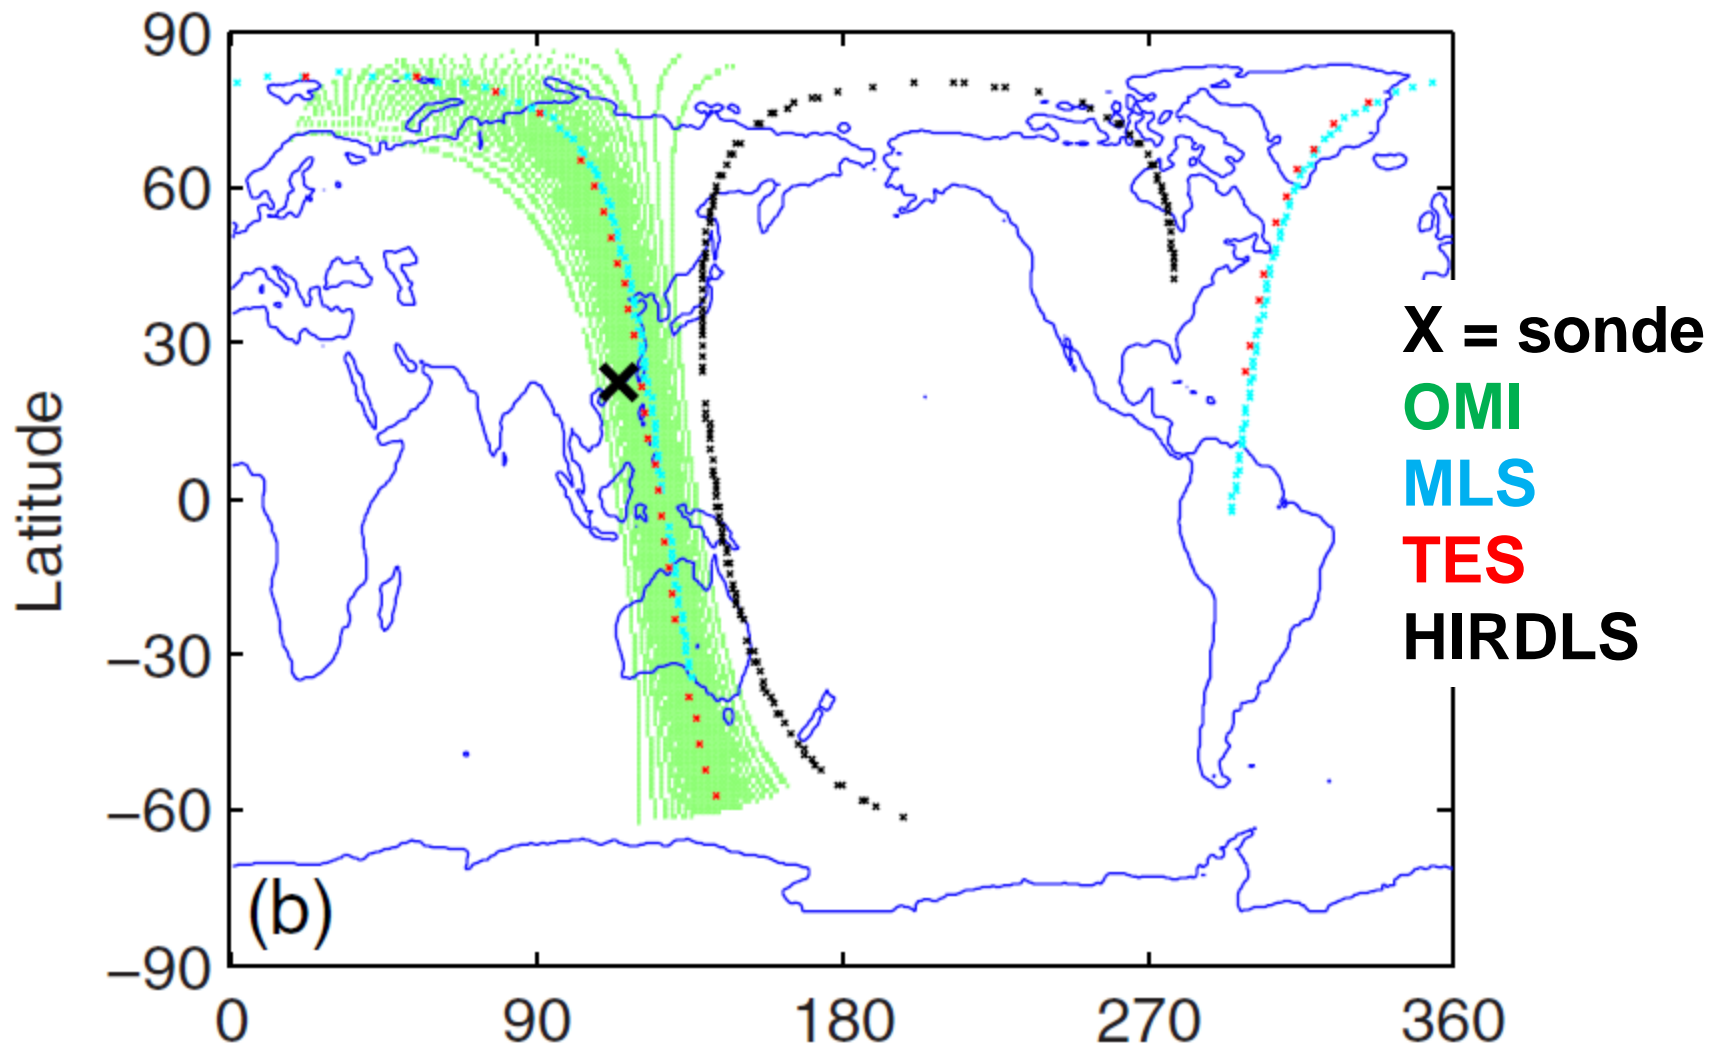 90
60
30
0
−30
−60
−90
Latitude
(b)
0 90 180 270 360
X = sonde
OMI
MLS
TES
HIRDLS